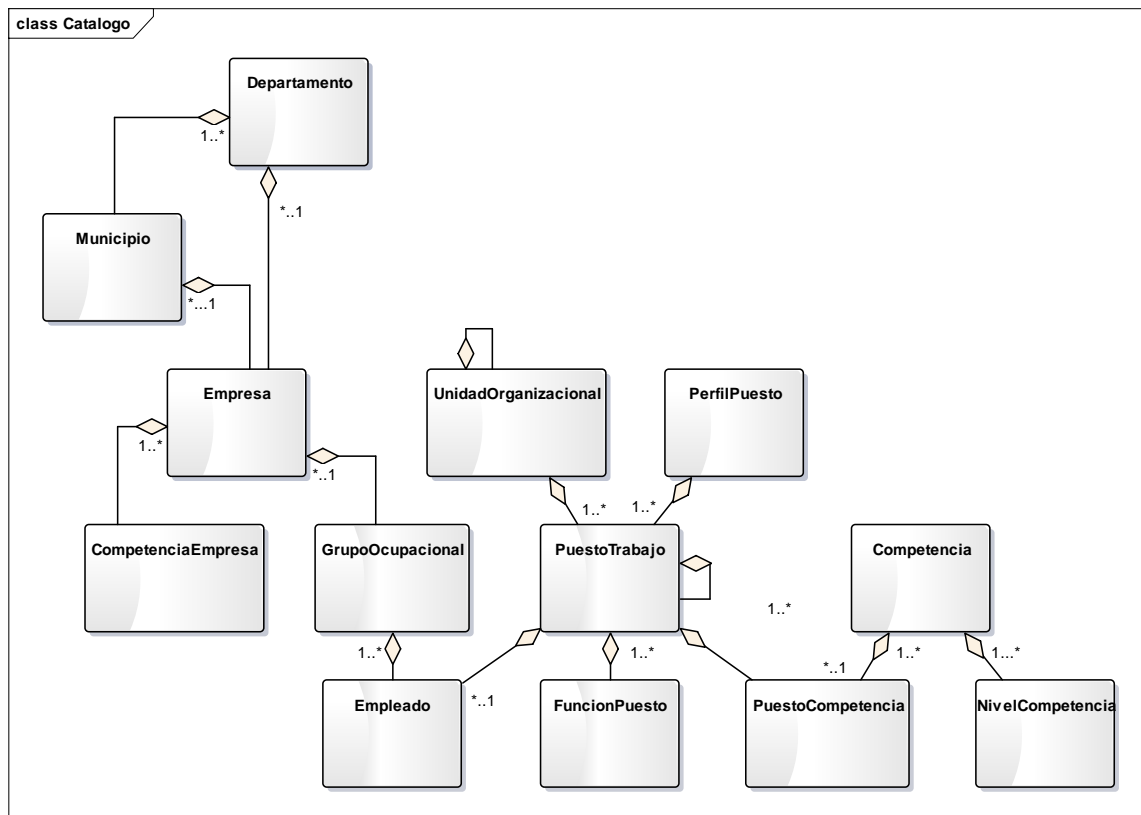 class Catalogo
Departamento
1..*
*..1
Municipio
*...1
Empresa
UnidadOrganizacional
PerfilPuesto
1..*
*..1
1..*
1..*
CompetenciaEmpresa
GrupoOcupacional
PuestoTrabajo
Competencia
1..*
1..*
1..*
1..*
1...*
*..1
*..1
Empleado
FuncionPuesto
PuestoCompetencia
NivelCompetencia